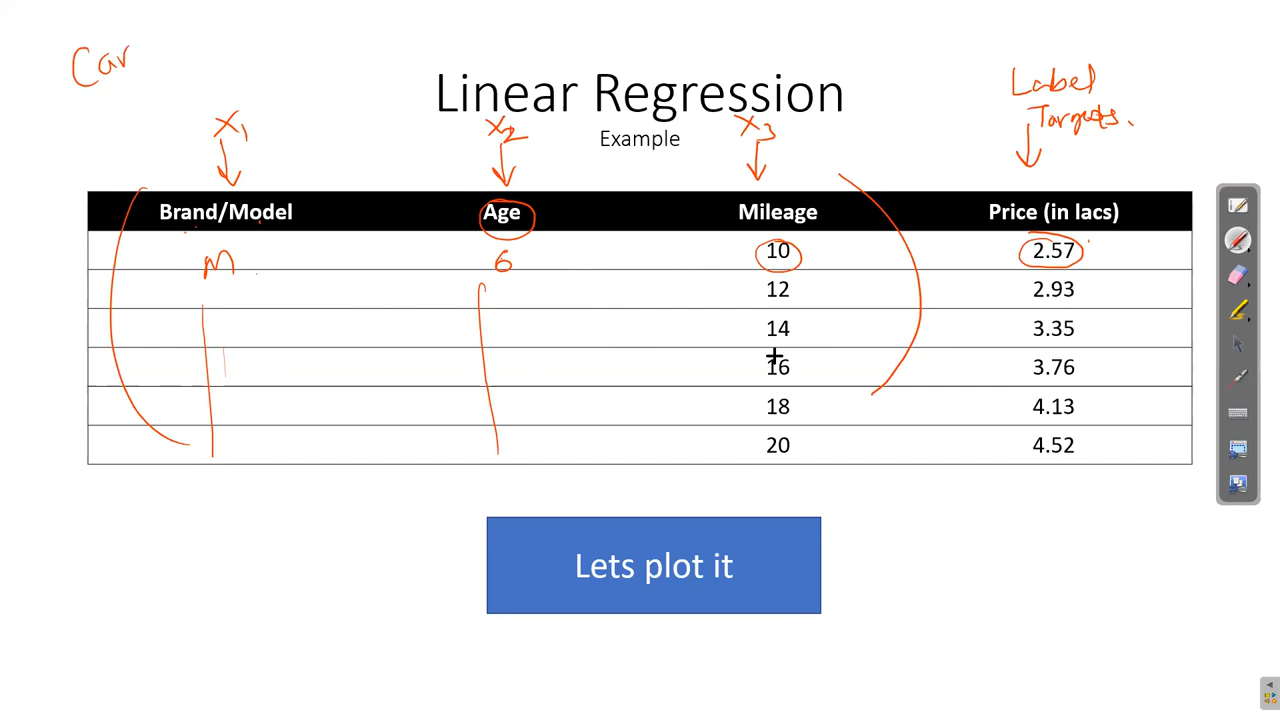 Car
Linear Regression
Example
Label
Targets.
X1 X2 X3
Brand/Model Age Mileage Price (in lacs)
M 6 10 2.57
12 2.93
14 3.35
16 3.76
18 4.13
20 4.52
Lets plot it